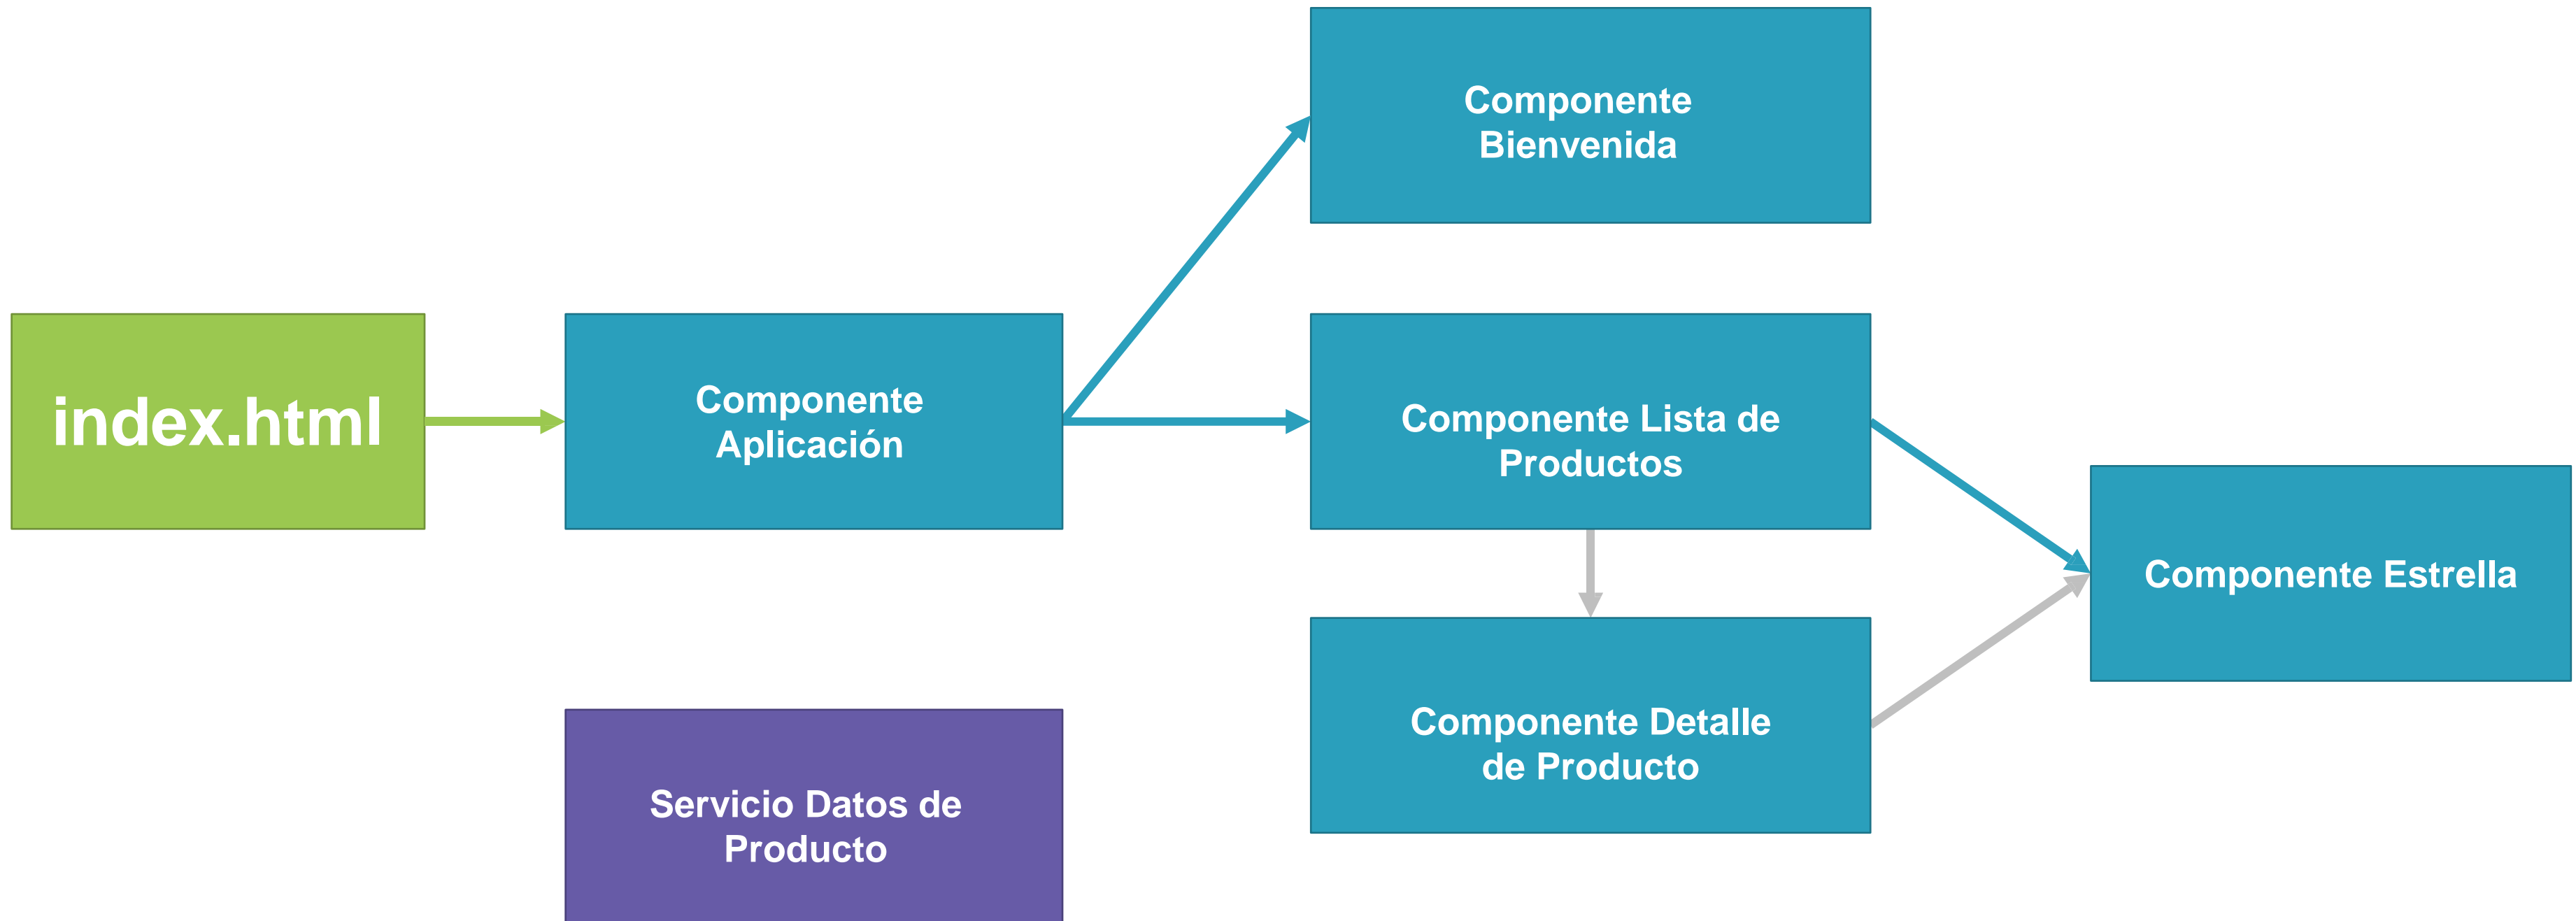 Componente
Bienvenida
index.html
Componente
Aplicación
Componente Lista de
Productos
Componente Estrella
Componente Detalle
de Producto
Servicio Datos de
Producto